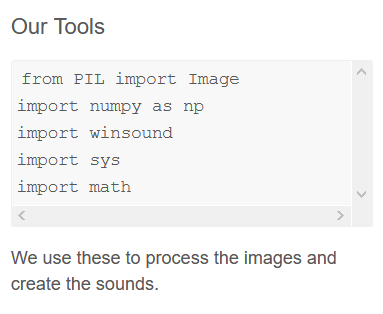 Our Tools
from PIL import Image
import numpy as np
import winsound
import sys
import math
We use these to process the images and
create the sounds.